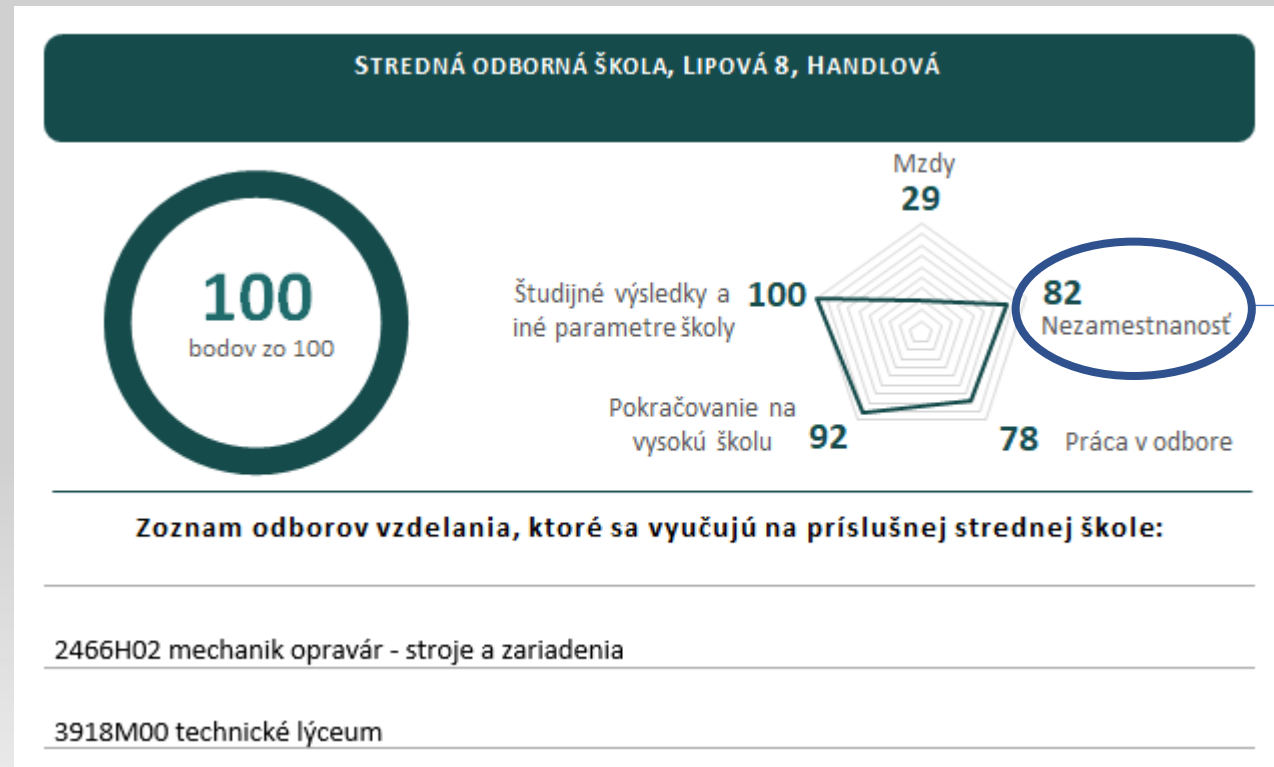 STREDNÁ ODBORNÁ ŠKOLA, LIPOVÁ 8, HANDLOVÁ
100
bodov zo 100
Mzdy
29
82
Nezamestnanosť
78 Práca v odbore
Pokračovanie na
vysokú školu 92
Študijné výsledky a 100
iné parametre školy
Zoznam odborov vzdelania, ktoré sa vyučujú na príslušnej strednej škole:
2466H02 mechanik opravár - stroje a zariadenia
3918M00 technické lýceum